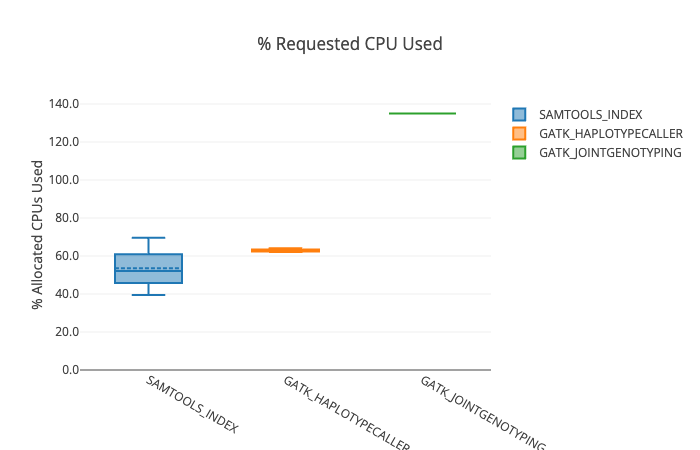 % Requested CPU Used
% Allocated CPUs Used
140.0
120.0
100.0
80.0
60.0
40.0
20.0
0.0
SAMTOOLS_INDEX
GATK_HAPLOTYPECALLER
GATK_JOINTGENOTYPING
SAMTOOLS_INDEX
GATK_HAPLOTYPECALLER
GATK_JOINTGENOTYPING